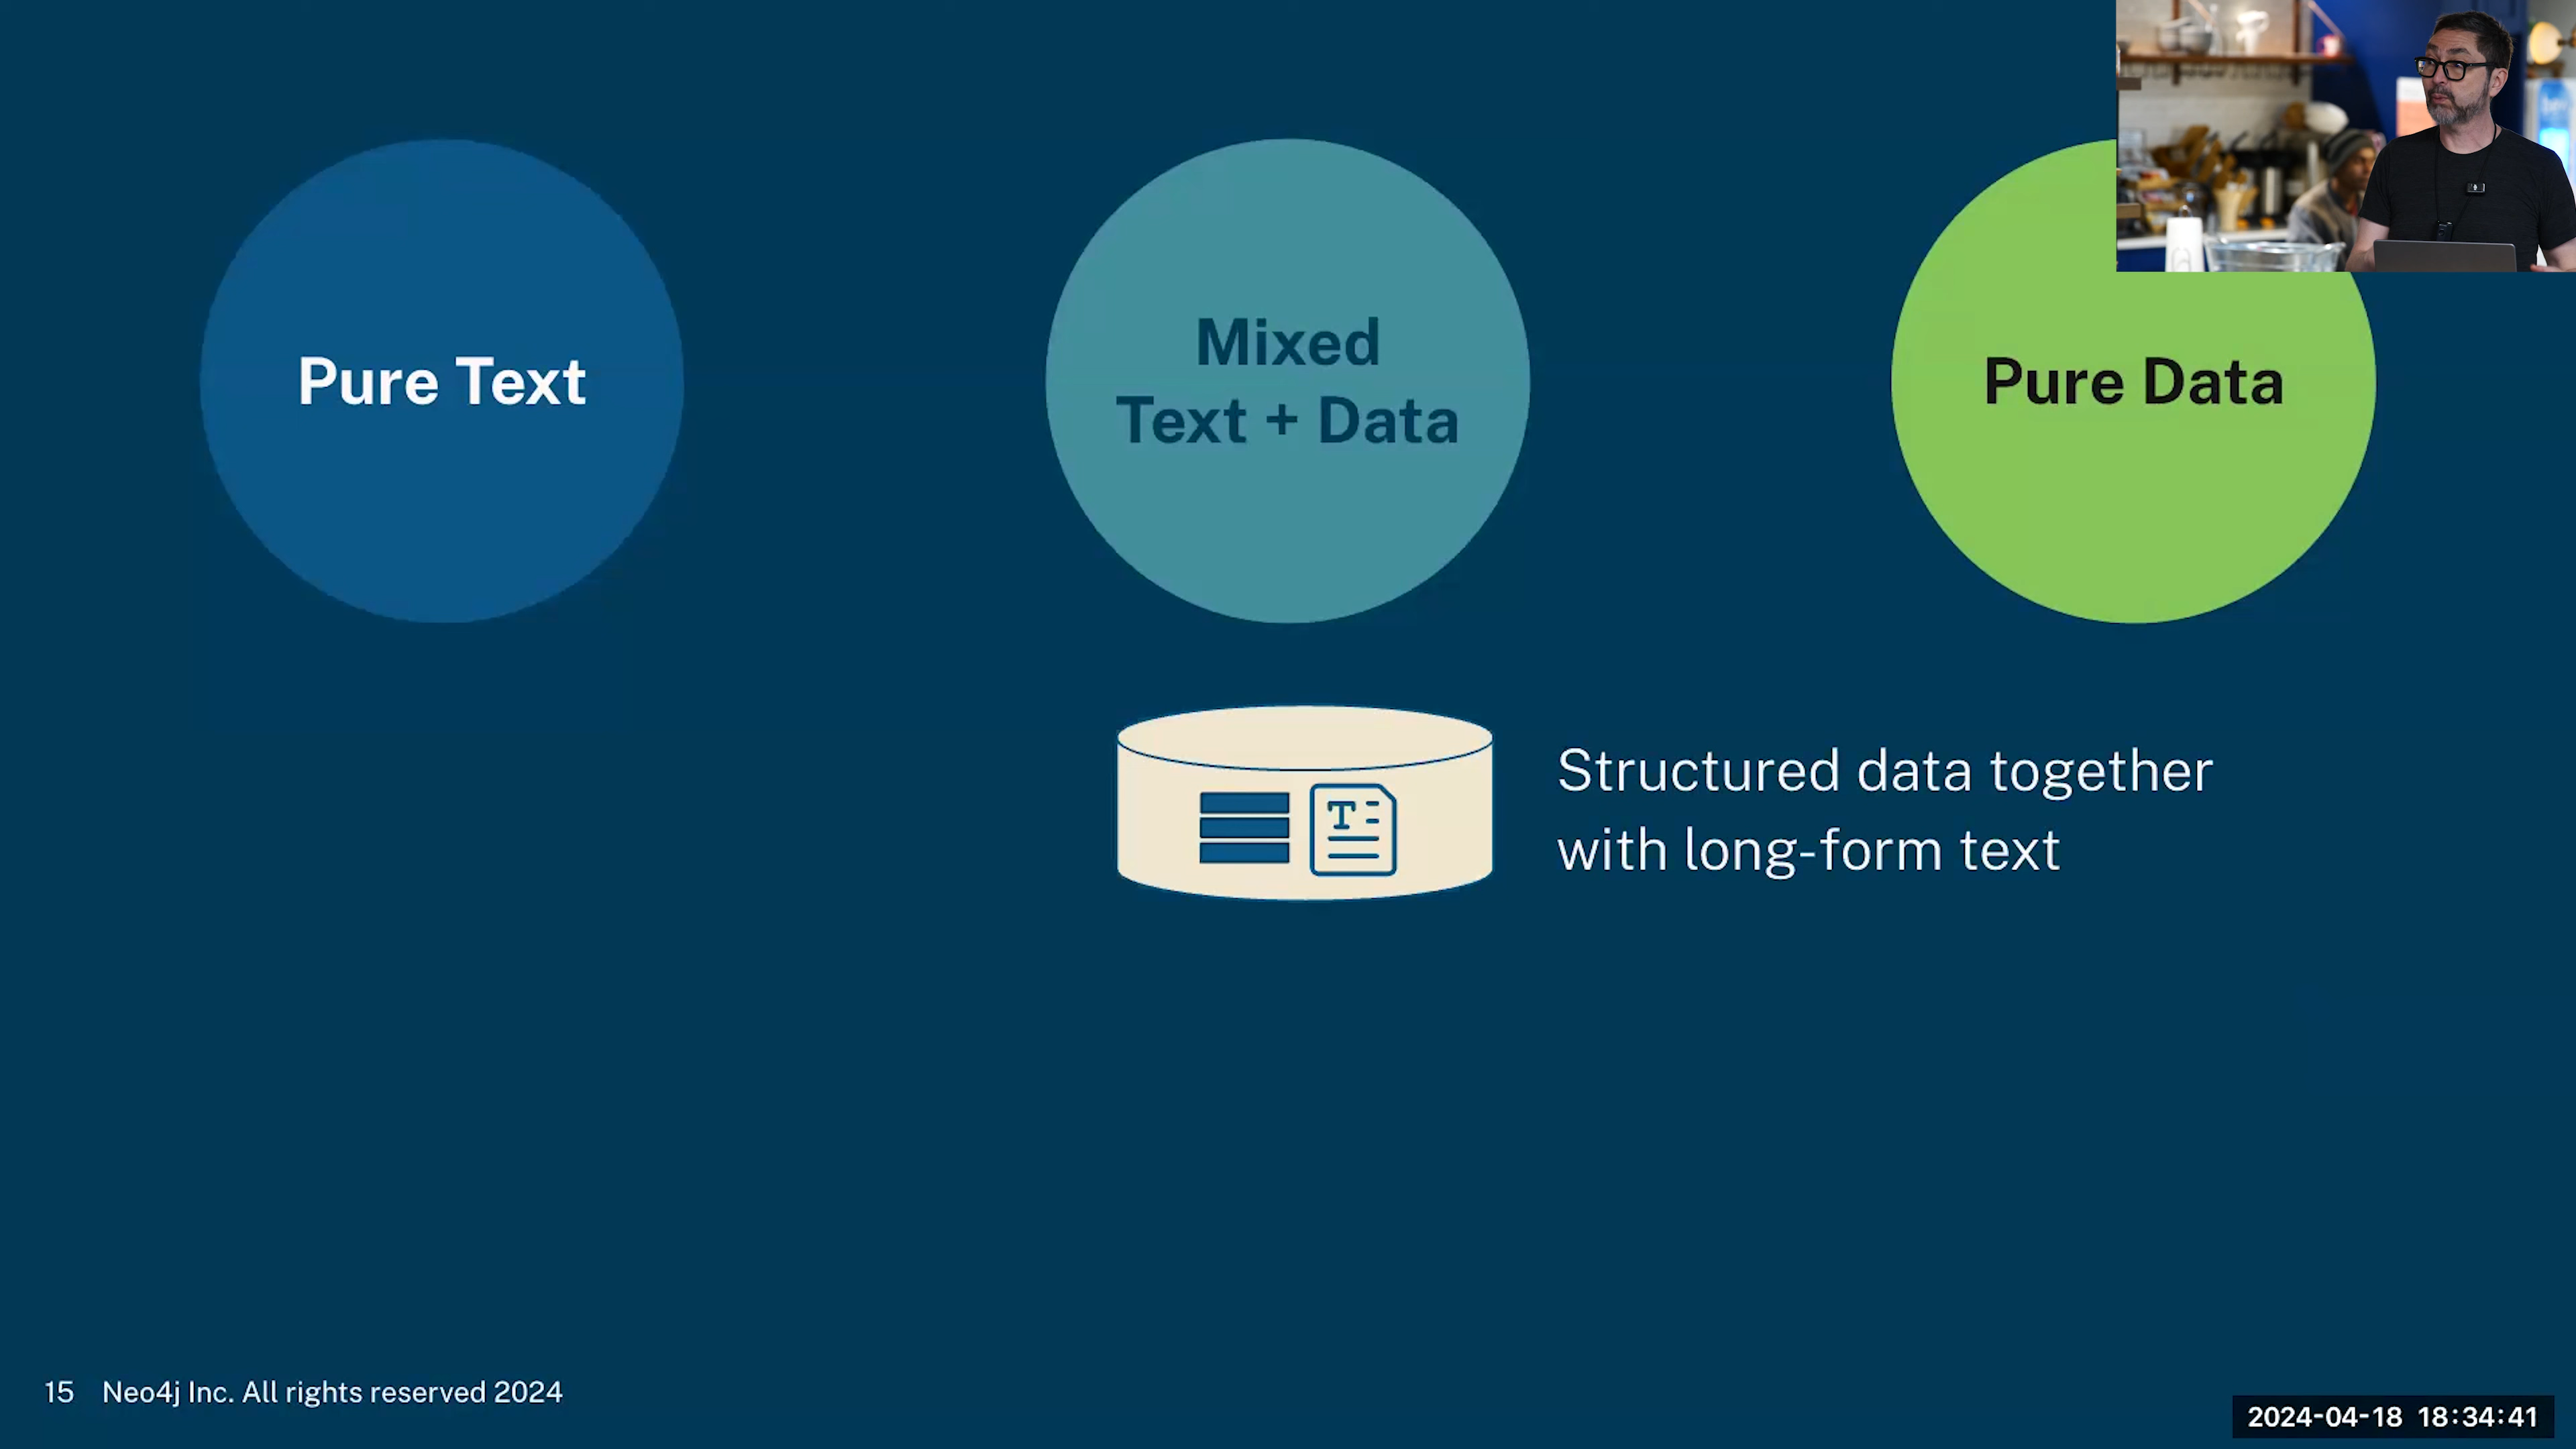 Pure Text
Mixed
Text + Data
Pure Data
T
Structured data together
with long-form text
15 Neo4j Inc. All rights reserved 2024
2024-04-18 18:34:41